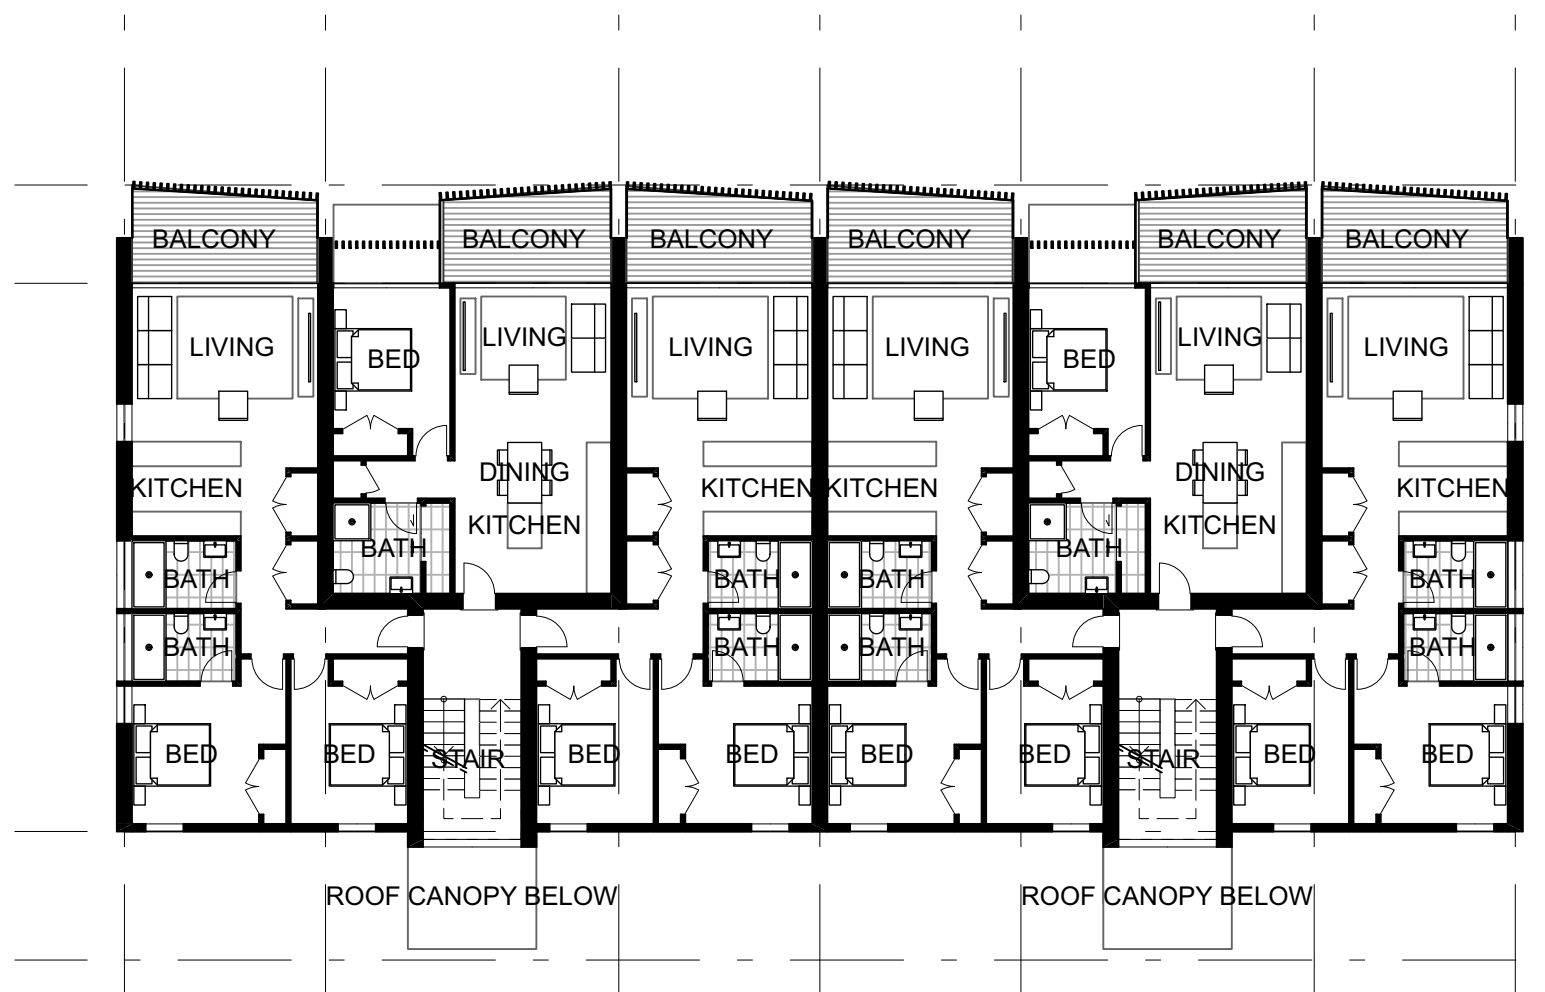 BALCONY
BALCONY
BALCONY
BALCONY
BALCONY
BALCONY
LIVING
BED
LIVING
LIVING
LIVING
BED
LIVING
LIVING
DINING
DINING
KITCHEN
KITCHEN
KITCHEN
KITCHEN
KITCHEN
KITCHEN
BATH
BATH
BATH
BATH
BATH
BATH
BATH
BATH
BATH
BATH
BED
BED
STAIR
BED
BED
BED
BED
STAIR
BED
BED
ROOF CANOPY BELOW
ROOF CANOPY BELOW